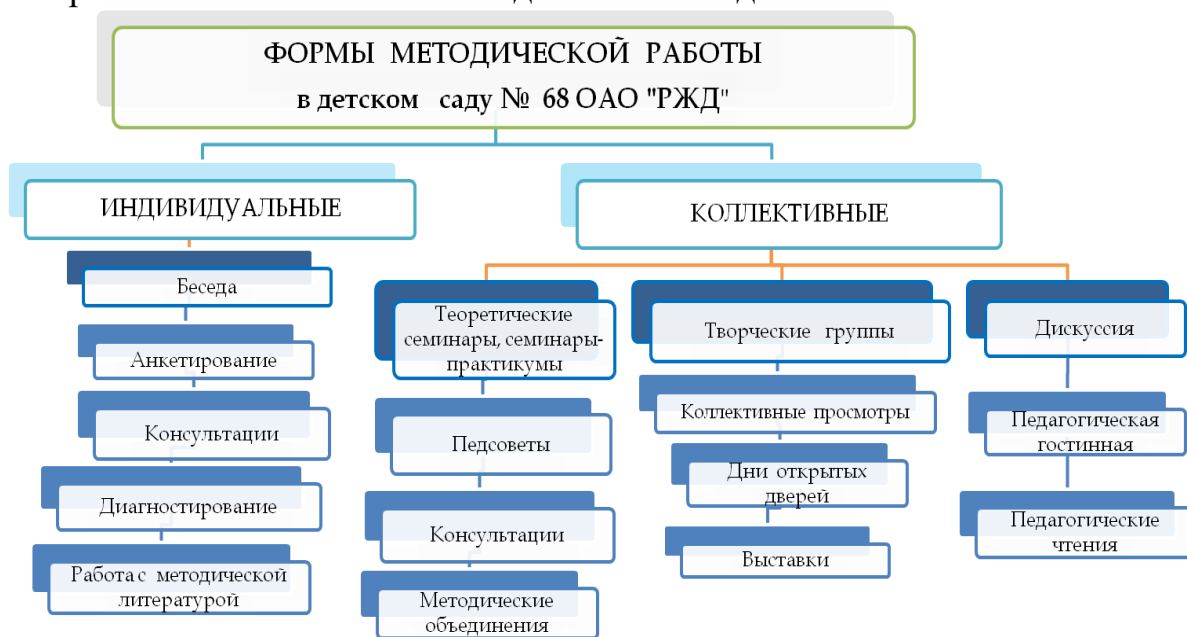 ФОРМЫ МЕТОДИЧЕСКОЙ РАБОТЫ
в детском саду № 68 ОАО "РЖД"
ИНДИВИДУАЛЬНЫЕ
КОЛЛЕКТИВНЫЕ
Беседа
Анкетирование
Консультации
Диагностирование
Работа с методической
литературой
Теоретические
семинары, семинары-
практикумы
Педсоветы
Консультации
Методические
объединения
Творческие группы
Коллективные просмотры
Дни открытых
дверей
Выставки
Дискуссия
Педагогическая
гостинная
Педагогические
чтения